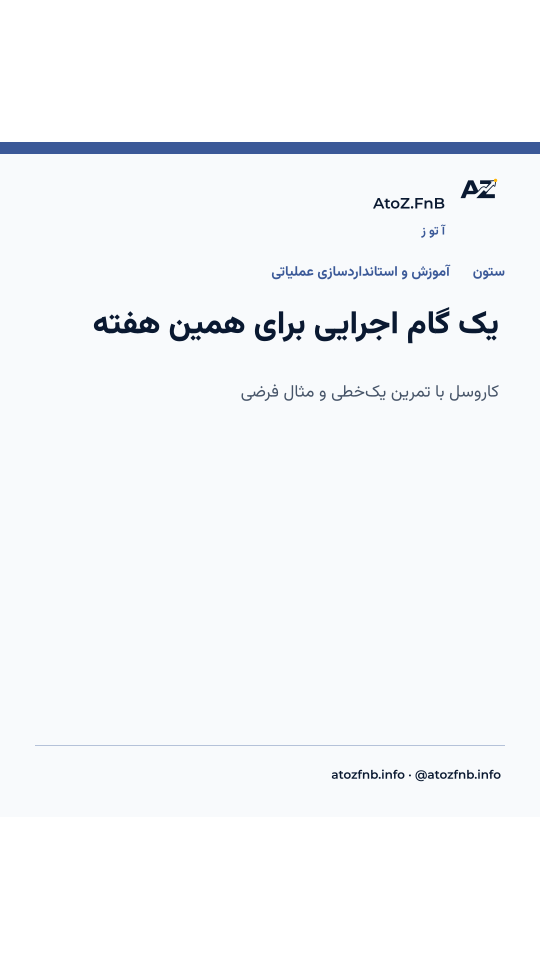 AZ
AtoZ.FnB
آ تو ز
ستون آموزش و استانداردسازی عملیاتی
یک گام اجرایی برای همین هفته
کاروسل با تمرین یک‌خطی و مثال فرضی
atozfnb.info · @atozfnb.info